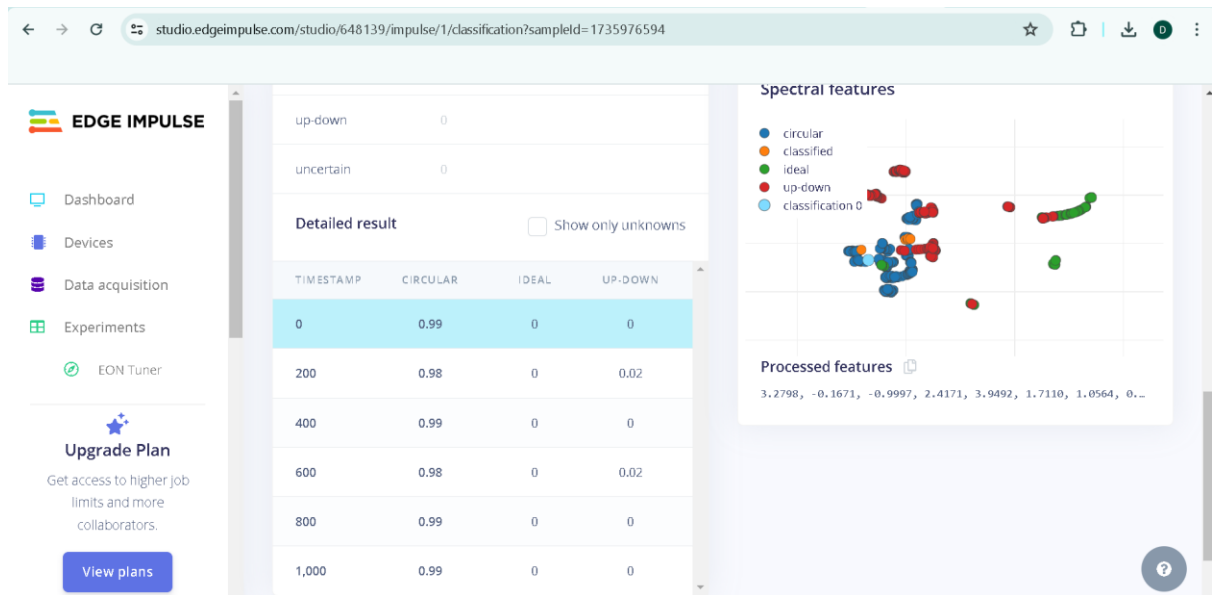 studio.edgeimpulse.com/studio/648139/impulse/1/classification?sampleId=1735976594
D
EDGE IMPULSE
Dashboard
Devices
Data acquisition
Experiments
EON Tuner
Upgrade Plan
Get access to higher job
limits and more
collaborators.
View plans
up-down 0
uncertain 0
Detailed result Show only unknowns
TIMESTAMP CIRCULAR IDEAL UP-DOWN
0 0.99 0 0
200 0.98 0 0.02
400 0.99 0 0
600 0.98 0 0.02
800 0.99 0 0
1,000 0.99 0 0
Spectral features
circular
classified
ideal
up-down
classification 0
Processed features
3.2798, -0.1671, -0.9997, 2.4171, 3.9492, 1.7110, 1.0564, 0…
?